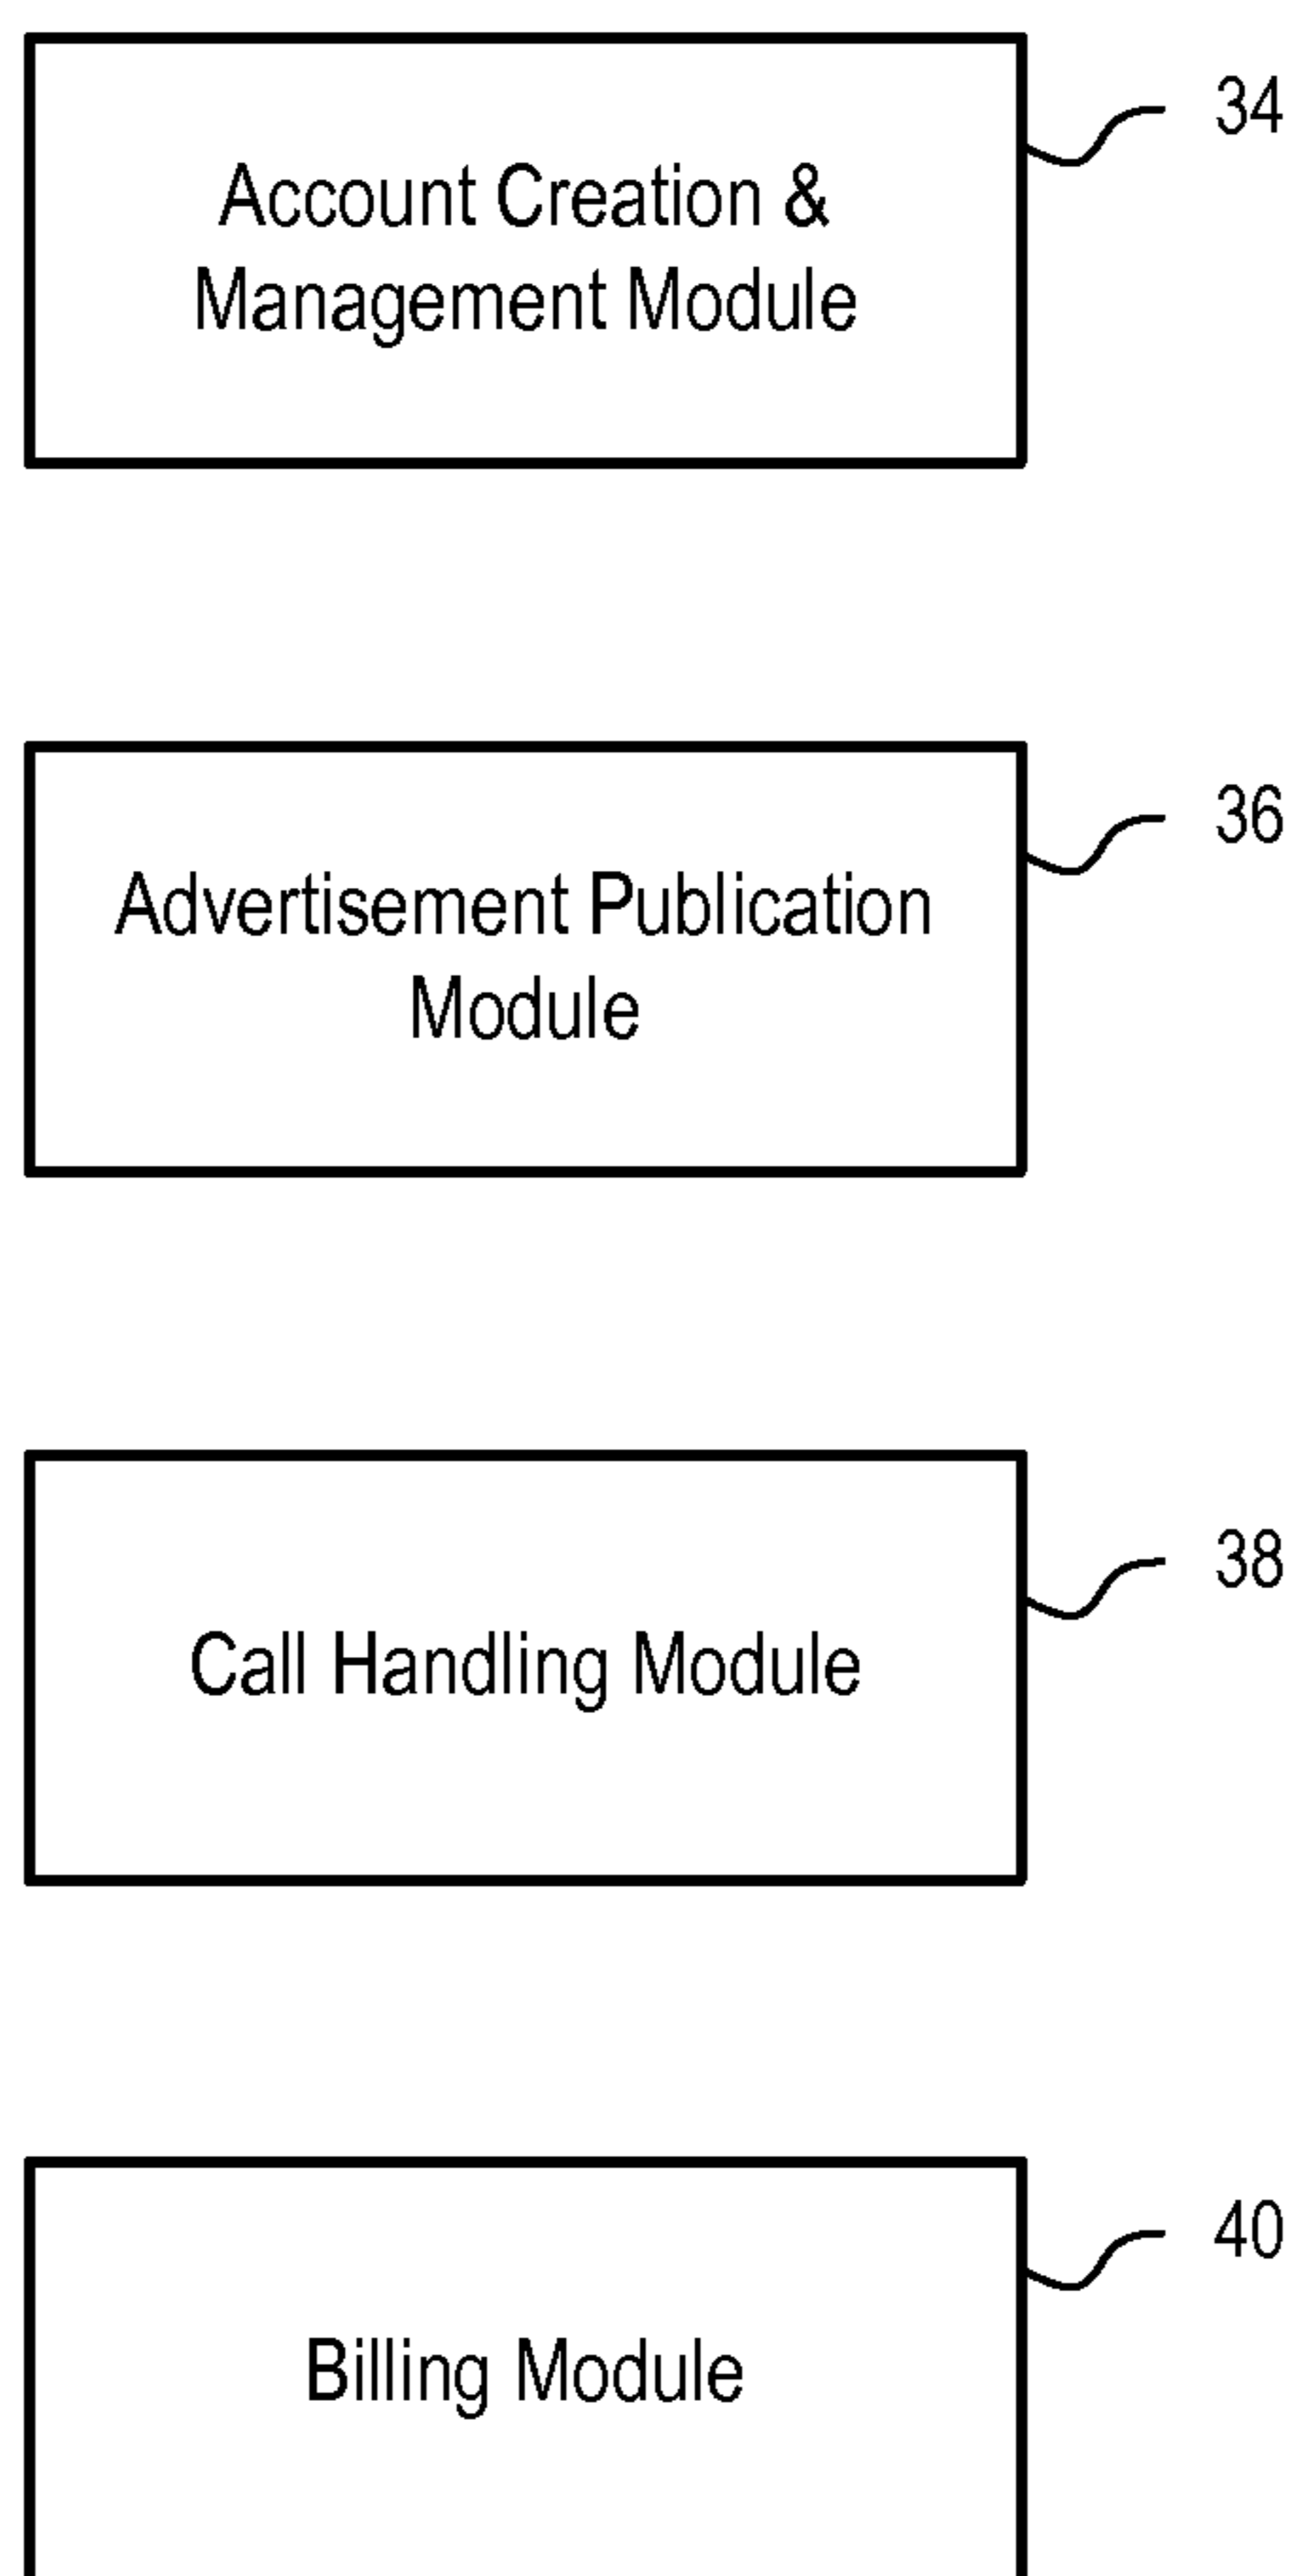 34
Account Creation &
Management Module
36
Advertisement Publication
Module
38
Call Handling Module
40
Billing Module